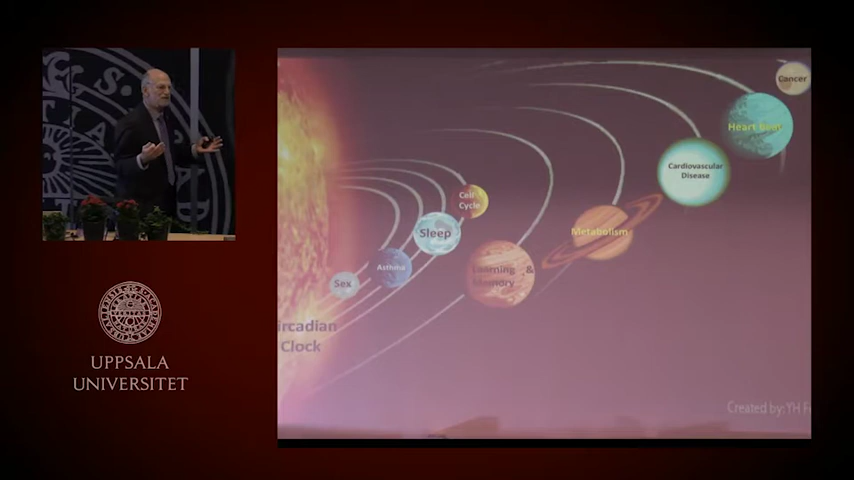 Cancer
Heart beat
Cardiovascular
Disease
Cell
Cycle
Sleep
Metabolism
Asthma
Learning &
Memory
Sex
ircadian
Clock
Created by: YH F
UPPSALA
UNIVERSITET